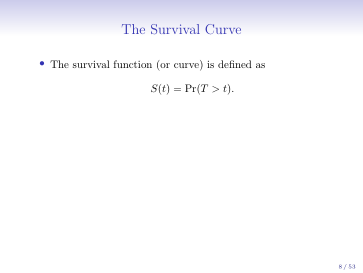 The Survival Curve
• The survival function (or curve) is defined as
S(t) = Pr(T > t).
8 / 53